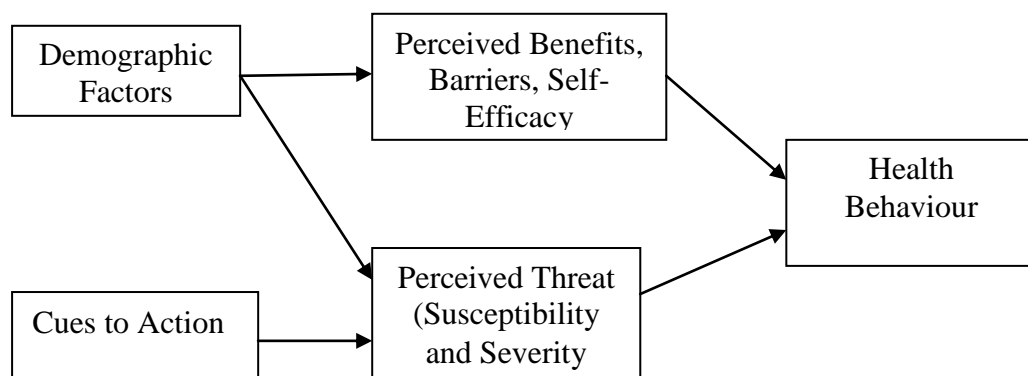 Demographic
Factors
Perceived Benefits,
Barriers, Self-
Efficacy
Health
Behaviour
Perceived Threat
(Susceptibility
and Severity
Cues to Action